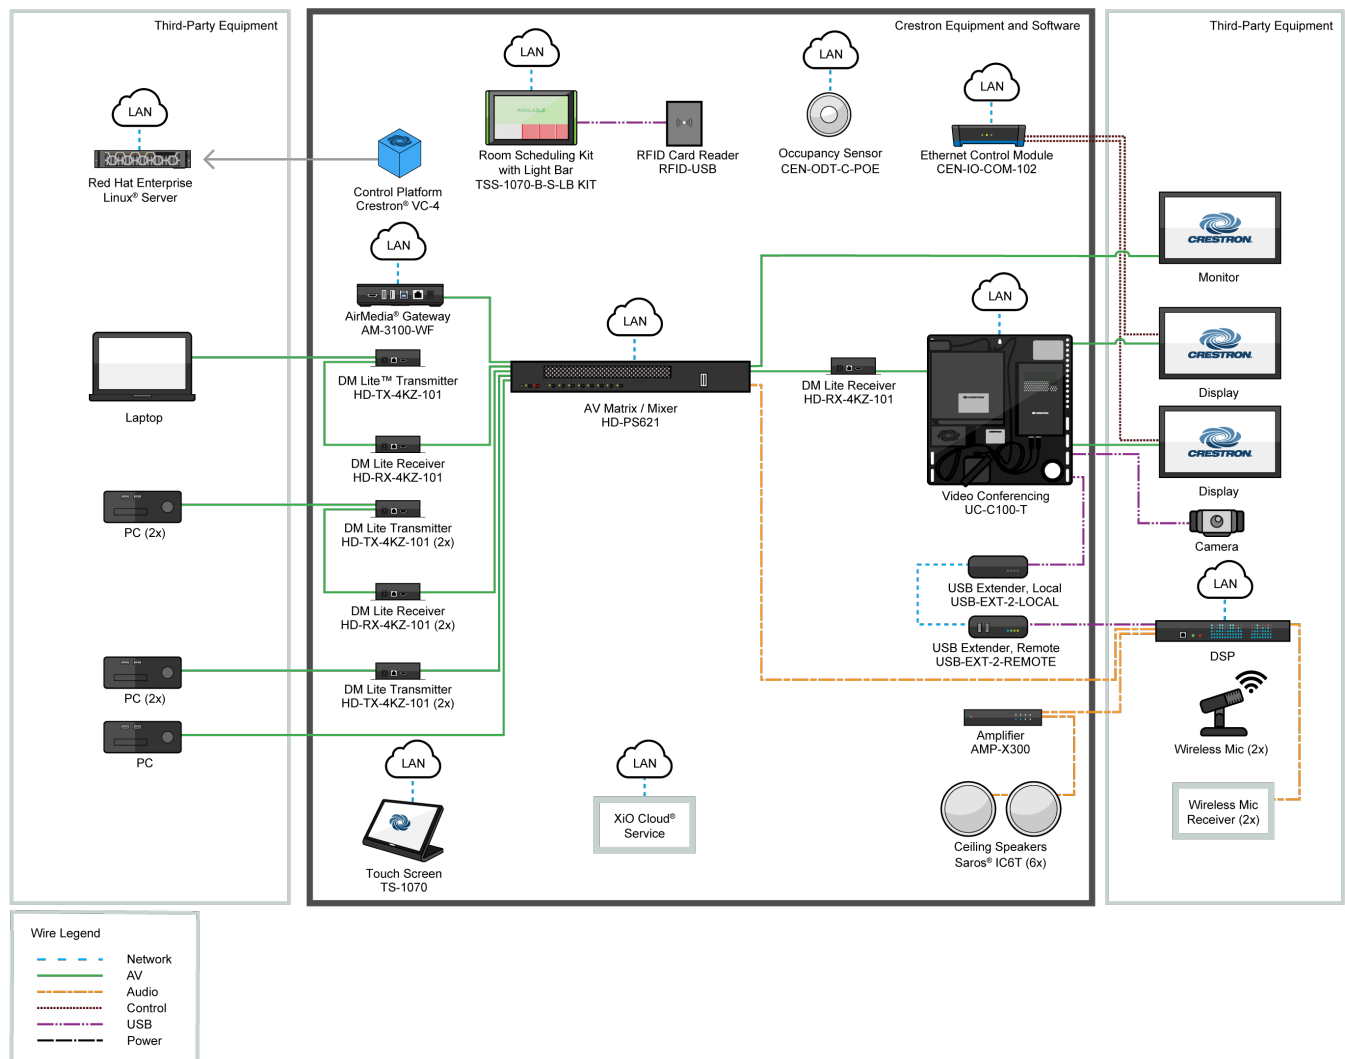 Third-Party Equipment
LAN
Red Hat Enterprise
Linux® Server
Laptop
PC (2x)
PC (2x)
PC
Crestron Equipment and Software
LAN
AVAILABLE
Room Scheduling Kit
with Light Bar
TSS-1070-B-S-LB KIT
RFID Card Reader
RFID-USB
LAN
Occupancy Sensor
CEN-ODT-C-POE
LAN
Ethernet Control Module
CEN-IO-COM-102
Control Platform
Crestron® VC-4
LAN
AirMedia® Gateway
AM-3100-WF
DM Lite™ Transmitter
HD-TX-4KZ-101
DM Lite Receiver
HD-RX-4KZ-101
DM Lite Transmitter
HD-TX-4KZ-101 (2x)
DM Lite Receiver
HD-RX-4KZ-101 (2x)
DM Lite Transmitter
HD-TX-4KZ-101 (2x)
LAN
AV Matrix / Mixer
HD-PS621
DM Lite Receiver
HD-RX-4KZ-101
LAN
Video Conferencing
UC-C100-T
USB Extender, Local
USB-EXT-2-LOCAL
USB Extender, Remote
USB-EXT-2-REMOTE
Amplifier
AMP-X300
Ceiling Speakers
Saros® IC6T (6x)
LAN
Touch Screen
TS-1070
LAN
XiO Cloud®
Service
Third-Party Equipment
CRESTRON
Monitor
CRESTRON
Display
CRESTRON
Display
Camera
LAN
DSP
Wireless Mic (2x)
Wireless Mic
Receiver (2x)
Wire Legend
Network
AV
Audio
Control
USB
Power